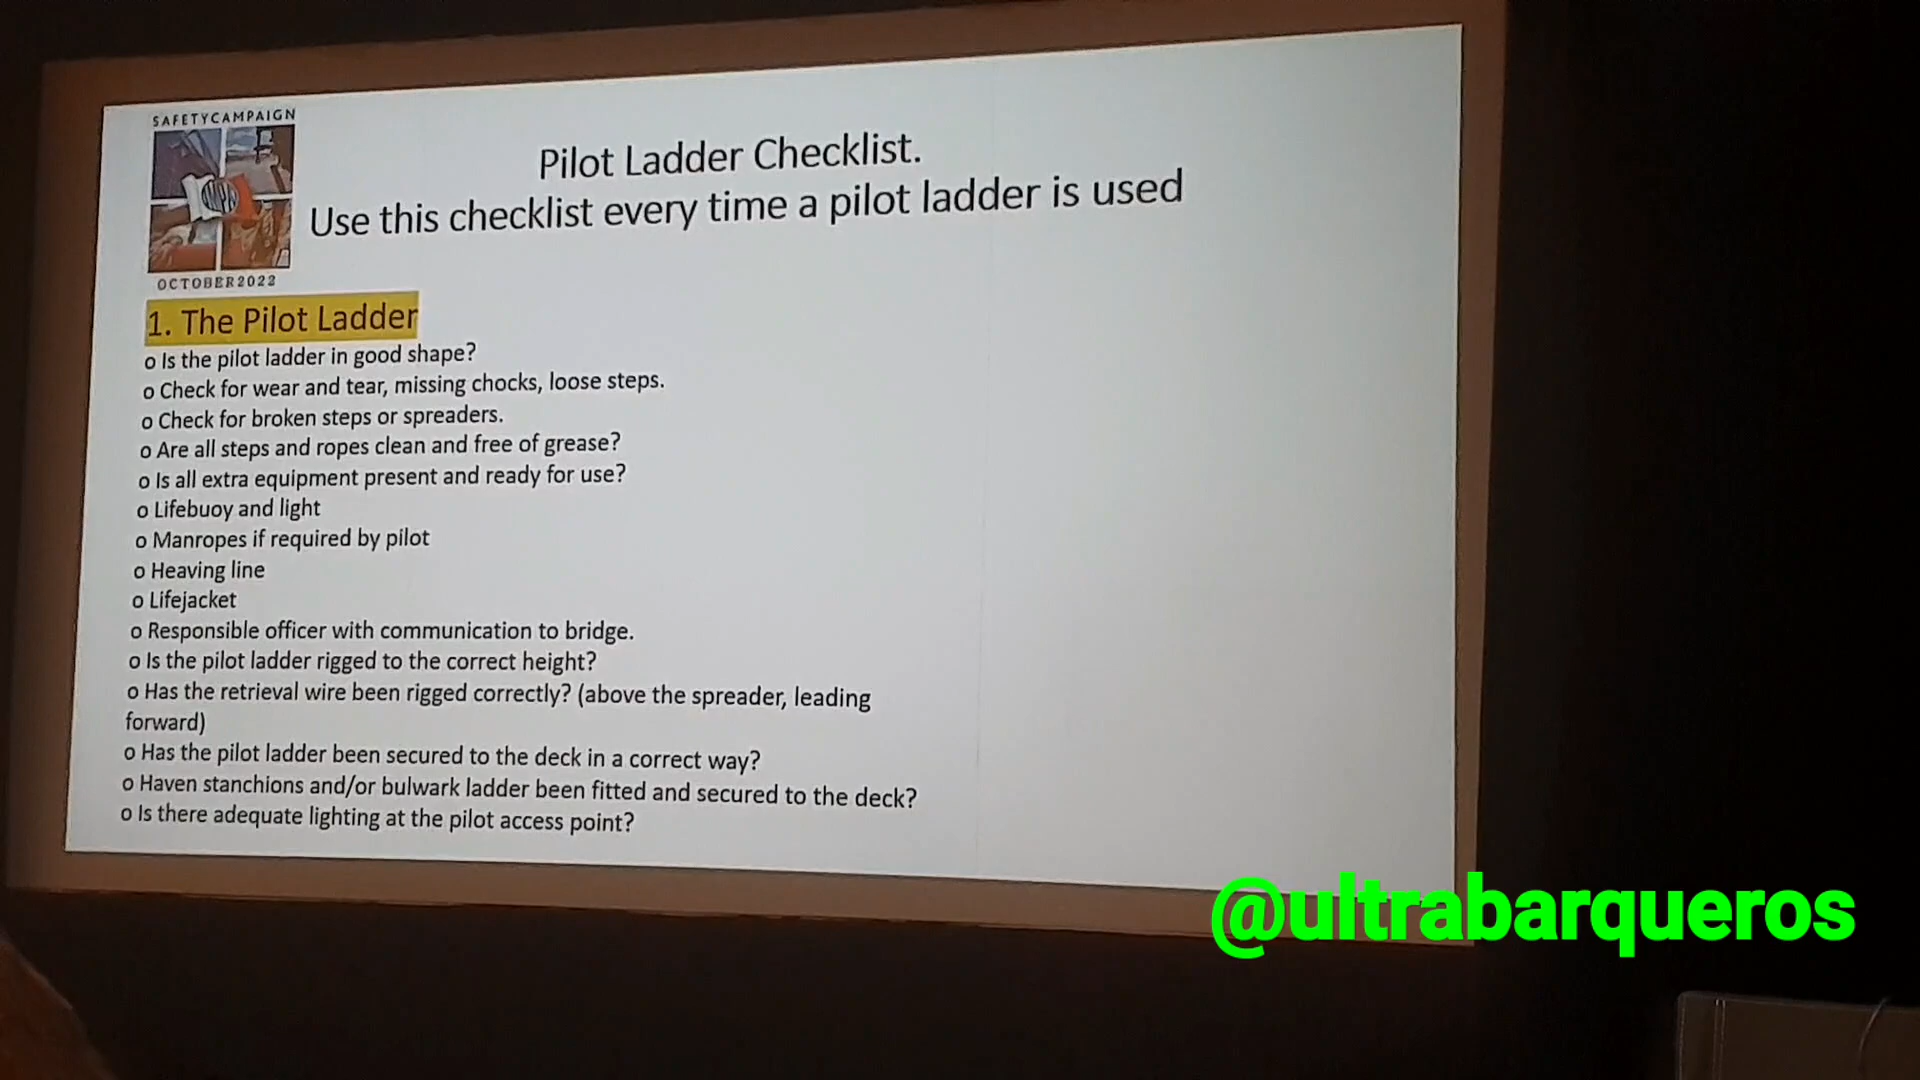 SAFETYCAMPAIGN
IMPA
OCTOBER2022
Pilot Ladder Checklist.
Use this checklist every time a pilot ladder is used
1. The Pilot Ladder
o Is the pilot ladder in good shape?
o Check for wear and tear, missing chocks, loose steps.
o Check for broken steps or spreaders.
o Are all steps and ropes clean and free of grease?
o Is all extra equipment present and ready for use?
o Lifebuoy and light
o Manropes if required by pilot
o Heaving line
o Lifejacket
o Responsible officer with communication to bridge.
o Is the pilot ladder rigged to the correct height?
o Has the retrieval wire been rigged correctly? (above the spreader, leading
forward)
o Has the pilot ladder been secured to the deck in a correct way?
o Haven stanchions and/or bulwark ladder been fitted and secured to the deck?
o Is there adequate lighting at the pilot access point?
@ultrabarqueros